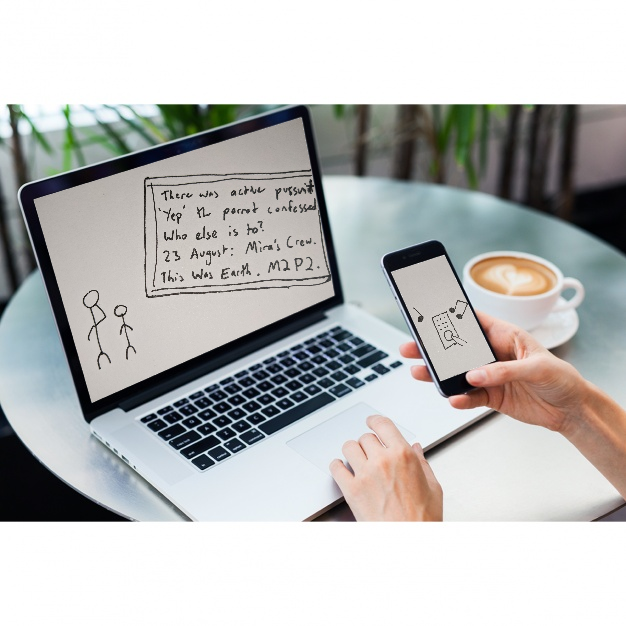 There was active pursuit
'Yep' the parrot confessed
Who else is to?
23 August: Mira's Crew.
This Was Earth. M2P2.